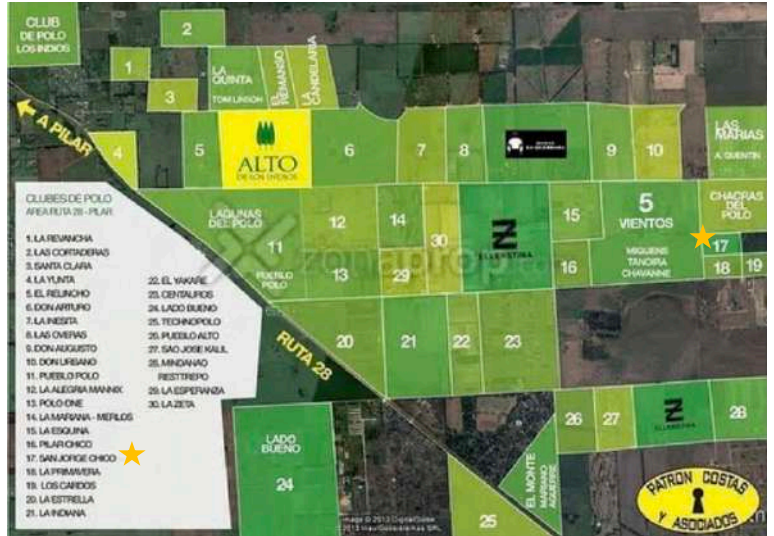 CLUB
DE POLO
LOS INDIOS
2
1
3
LA
QUINTA
TOM LINSON
EL
REMANSO
LA
CANDELARIA
A PILAR
4
5
ALTO
DE LOS INDIOS
6
7
8
9
10
LAS
MARIAS
A. QUENTIN
CLUBES DE POLO
AREA RUTA 28 - PILAR
1. LA REVANCHA
2. LAS CORTADERAS
3. SANTA CLARA
4. LA YUNTA
5. EL RELINCHO
6. DON ARTURO
7. LA INESITA
8. LAS OVERAS
9. DON AUGUSTO
10. DON URBANO
11. PUEBLO POLO
12. LA ALEGRIA MANNIX
13. POLO ONE
14. LA MARIANA - MERLOS
15. LA ESQUINA
16. PILAR CHICO
17. SAN JORGE CHICO
18. LA PRIMAVERA
19. LOS CARDOS
20. LA ESTRELLA
21. LA INDIANA
22. EL YAKARE
23. CENTAUROS
24. LADO BUENO
25. TECHNOPOLO
26. PUEBLO ALTO
27. SAO JOSE KALIL
28. MINDANAO
RESTTREPO
29. LA ESPERANZA
30. LA ZETA
LAGUNAS
DEL POLO
11
PUEBLO
POLO
12
13
14
29
30
ELLERSTINA
15
16
5
VIENTOS
MIGUENS
TANOIRA
CHAVANNE
CHACRAS
DEL
POLO
17
18
19
zonaprop
RUTA 28
20
21
22
23
LADO
BUENO
24
25
EL MONTE
MARIANO
AGUERRE
26
27
ELLERSTINA
28
PATRON COSTAS
Y ASOCIADOS
Image © 2013 DigitalGlobe